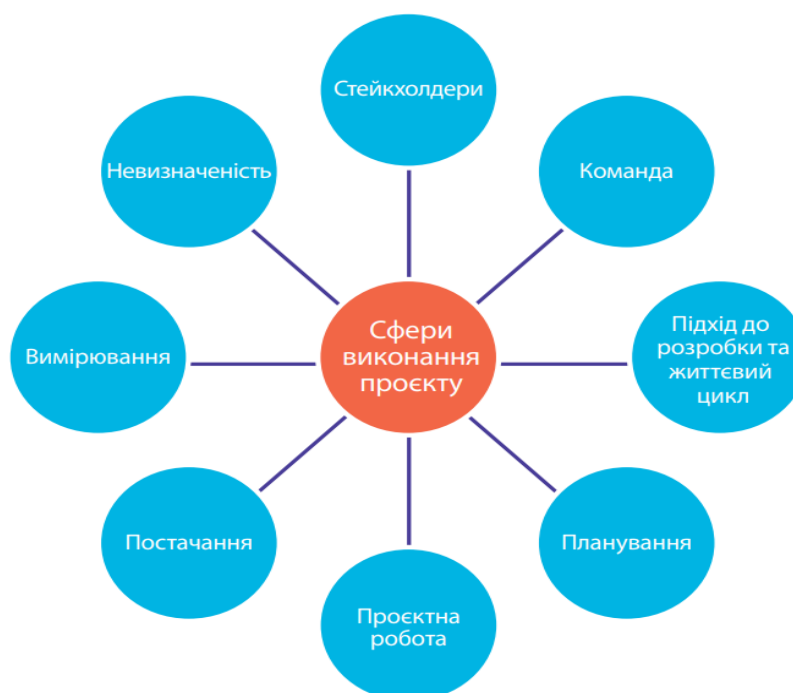 Стейкхолдери
Команда
Підхід до
розробки та
життєвий
цикл
Планування
Проєктна
робота
Постачання
Вимірювання
Невизначеність
Сфери
виконання
проєкту